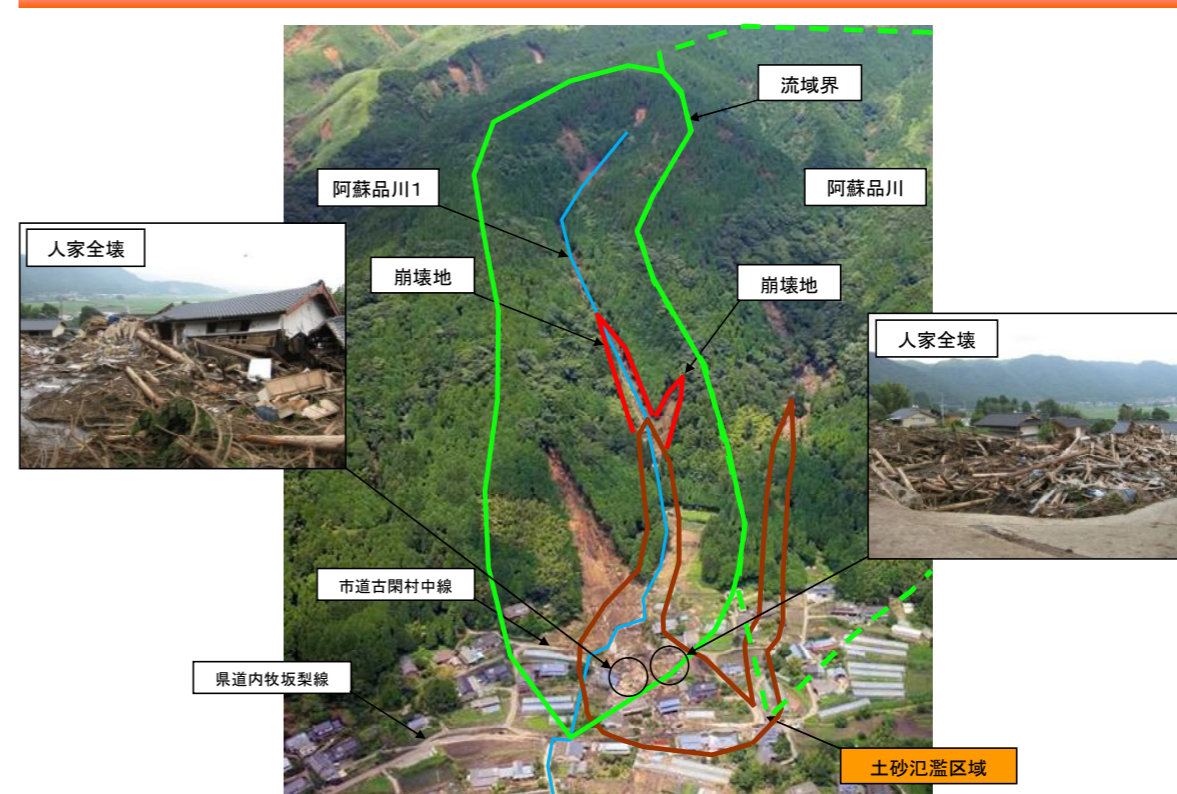 流域界
阿蘇品川1
阿蘇品川
人家全壊
崩壊地
崩壊地
人家全壊
市道古閑村中線
県道内牧坂梨線
土砂氾濫区域